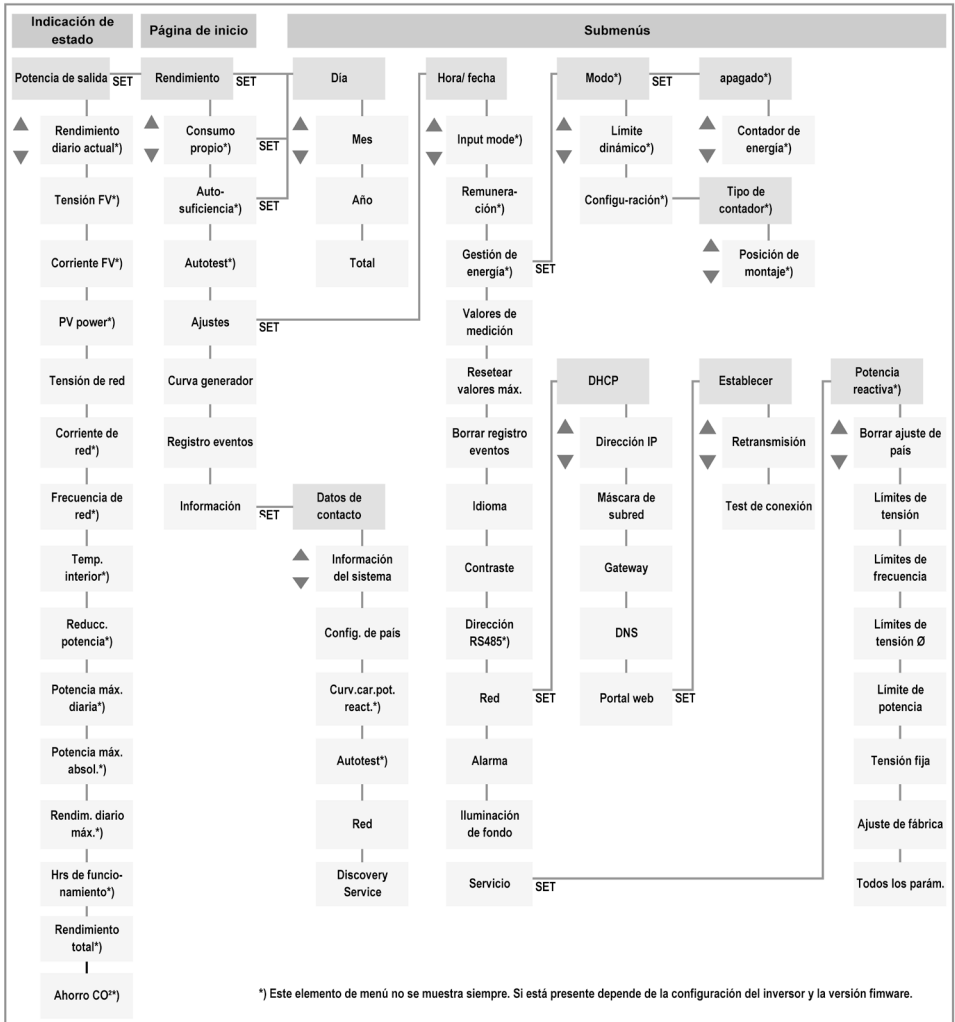 Indicación de
estado
Página de inicio
Submenús
Potencia de salida
SET
Rendimiento
diario actual*)
Tensión FV*)
Corriente FV*)
PV power*)
Tensión de red
Corriente de
red*)
Frecuencia de
red*)
Temp.
interior*)
Reducc.
potencia*)
Potencia máx.
diaria*)
Potencia máx.
absol.*)
Rendim. diario
máx.*)
Hrs de funcio-
namiento*)
Rendimiento
total*)
Ahorro CO²*)
Rendimiento
SET
Consumo
propio*)
SET
Auto-
suficiencia*)
SET
Autotest*)
Ajustes
SET
Curva generador
Registro eventos
Información
SET
Día
Mes
Año
Total
Datos de
contacto
Información
del sistema
Config. de país
Curv.car.pot.
react.*)
Autotest*)
Red
Discovery
Service
Hora/ fecha
Input mode*)
Remunera-
ción*)
Gestión de
energía*)
SET
Valores de
medición
Resetear
valores máx.
Borrar registro
eventos
Idioma
Contraste
Dirección
RS485*)
Red
SET
Alarma
Iluminación
de fondo
Servicio
SET
Modo*)
SET
Límite
dinámico*)
Configu-ración*)
apagado*)
Contador de
energía*)
Tipo de
contador*)
Posición de
montaje*)
DHCP
Dirección IP
Máscara de
subred
Gateway
DNS
Portal web
SET
Establecer
Retransmisión
Test de conexión
Potencia
reactiva*)
Borrar ajuste de
país
Límites de
tensión
Límites de
frecuencia
Límites de
tensión Ø
Límite de
potencia
Tensión fija
Ajuste de fábrica
Todos los parám.
*) Este elemento de menú no se muestra siempre. Si está presente depende de la configuración del inversor y la versión fimware.